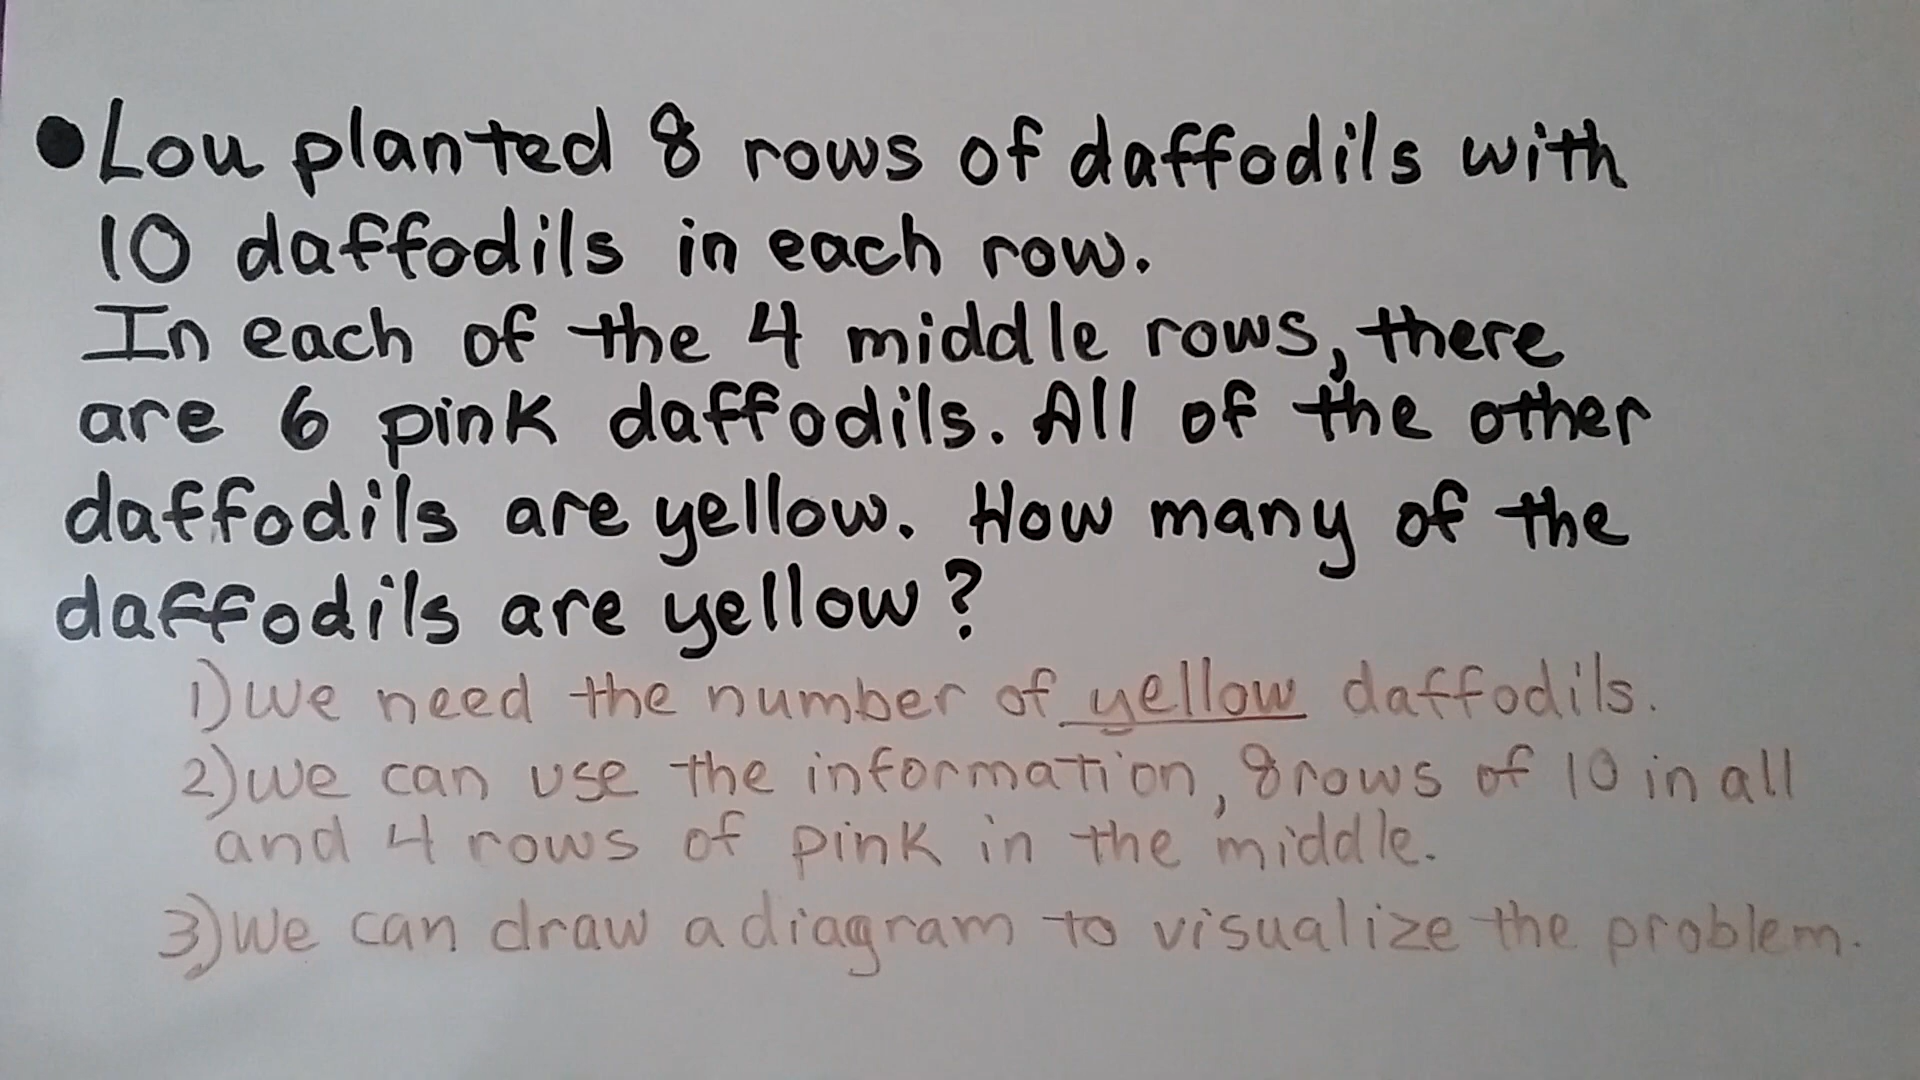 •Lou planted 8 rows of daffodils with
10 daffodils in each row.
In each of the 4 middle rows, there
are 6 pink daffodils. All of the other
daffodils are yellow. How many of the
daffodils are yellow?
1) we need the number of yellow daffodils.
2) we can use the information, 8 rows of 10 in all
and 4 rows of pink in the middle.
3) we can draw a diagram to visualize the problem.